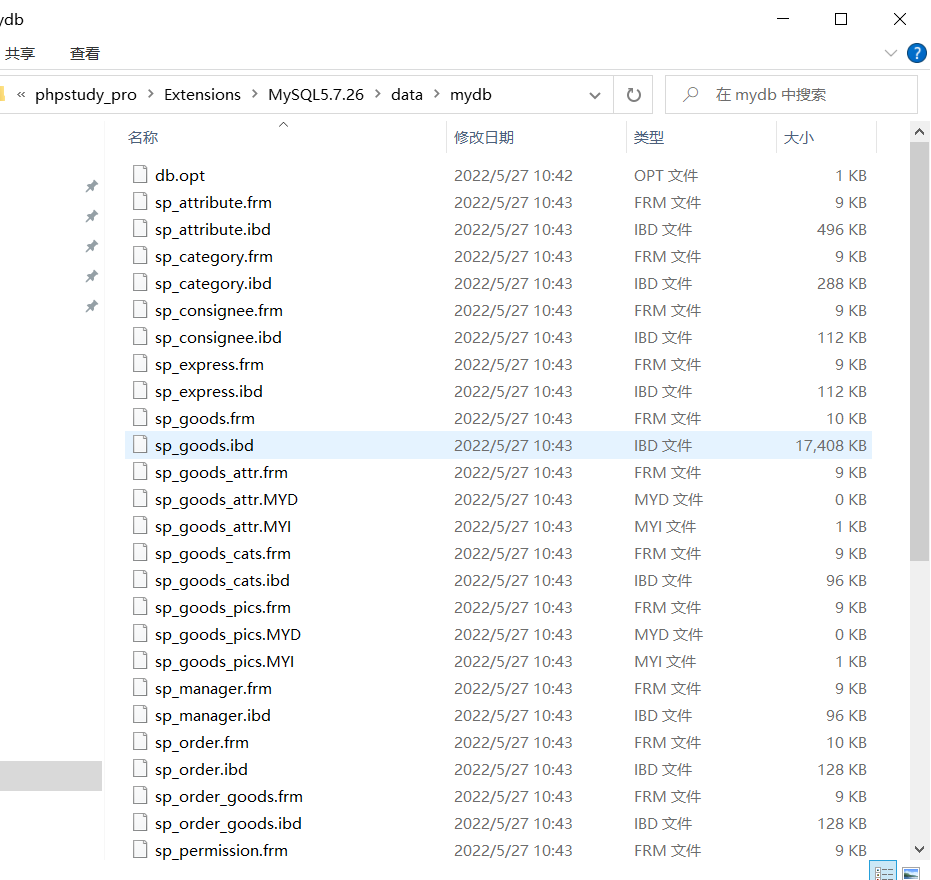 ydb
共享 查看
« phpstudy_pro › Extensions › MySQL5.7.26 › data › mydb 在 mydb 中搜索
名称 修改日期 类型 大小
db.opt 2022/5/27 10:42 OPT 文件 1 KB
sp_attribute.frm 2022/5/27 10:43 FRM 文件 9 KB
sp_attribute.ibd 2022/5/27 10:43 IBD 文件 496 KB
sp_category.frm 2022/5/27 10:43 FRM 文件 9 KB
sp_category.ibd 2022/5/27 10:43 IBD 文件 288 KB
sp_consignee.frm 2022/5/27 10:43 FRM 文件 9 KB
sp_consignee.ibd 2022/5/27 10:43 IBD 文件 112 KB
sp_express.frm 2022/5/27 10:43 FRM 文件 9 KB
sp_express.ibd 2022/5/27 10:43 IBD 文件 112 KB
sp_goods.frm 2022/5/27 10:43 FRM 文件 10 KB
sp_goods.ibd 2022/5/27 10:43 IBD 文件 17,408 KB
sp_goods_attr.frm 2022/5/27 10:43 FRM 文件 9 KB
sp_goods_attr.MYD 2022/5/27 10:43 MYD 文件 0 KB
sp_goods_attr.MYI 2022/5/27 10:43 MYI 文件 1 KB
sp_goods_cats.frm 2022/5/27 10:43 FRM 文件 9 KB
sp_goods_cats.ibd 2022/5/27 10:43 IBD 文件 96 KB
sp_goods_pics.frm 2022/5/27 10:43 FRM 文件 9 KB
sp_goods_pics.MYD 2022/5/27 10:43 MYD 文件 0 KB
sp_goods_pics.MYI 2022/5/27 10:43 MYI 文件 1 KB
sp_manager.frm 2022/5/27 10:43 FRM 文件 9 KB
sp_manager.ibd 2022/5/27 10:43 IBD 文件 96 KB
sp_order.frm 2022/5/27 10:43 FRM 文件 10 KB
sp_order.ibd 2022/5/27 10:43 IBD 文件 128 KB
sp_order_goods.frm 2022/5/27 10:43 FRM 文件 9 KB
sp_order_goods.ibd 2022/5/27 10:43 IBD 文件 128 KB
sp_permission.frm 2022/5/27 10:43 FRM 文件 9 KB